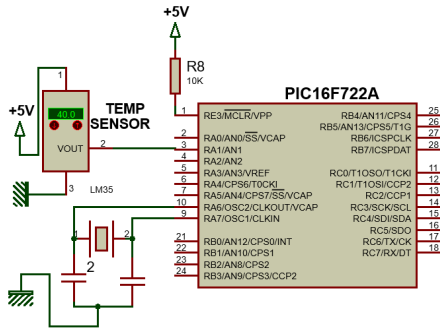 +5V
R8
10K
PIC16F722A
1
+5V
40.0
TEMP
SENSOR
VOUT
2
3
LM35
1 RE3/MCLR/VPP
2 RA0/AN0/SS/VCAP
3 RA1/AN1
4 RA2/AN2
5 RA3/AN3/VREF
6 RA4/CPS6/T0CKI
7 RA5/AN4/CPS7/SS/VCAP
10 RA6/OSC2/CLKOUT/VCAP
9 RA7/OSC1/CLKIN
21 RB0/AN12/CPS0/INT
22 RB1/AN10/CPS1
23 RB2/AN8/CPS2
24 RB3/AN9/CPS3/CCP2
RB4/AN11/CPS4 25
RB5/AN13/CPS5/T1G 26
RB6/ICSPCLK 27
RB7/ICSPDAT 28
RC0/T1OSO/T1CKI 11
RC1/T1OSI/CCP2 12
RC2/CCP1 13
RC3/SCK/SCL 14
RC4/SDI/SDA 15
RC5/SDO 16
RC6/TX/CK 17
RC7/RX/DT 18
1 2
2